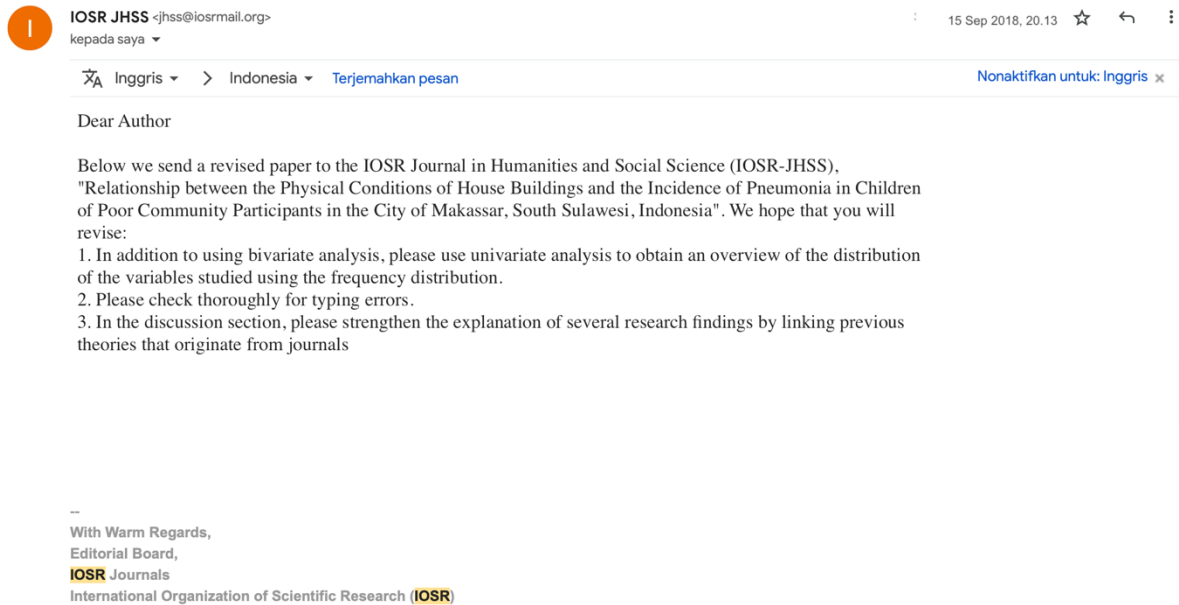 I
IOSR JHSS <jhss@iosrmail.org>
15 Sep 2018, 20.13
kepada saya
Inggris > Indonesia Terjemahkan pesan
Nonaktifkan untuk: Inggris ×
Dear Author
Below we send a revised paper to the IOSR Journal in Humanities and Social Science (IOSR-JHSS),
"Relationship between the Physical Conditions of House Buildings and the Incidence of Pneumonia in Children
of Poor Community Participants in the City of Makassar, South Sulawesi, Indonesia". We hope that you will
revise:
1. In addition to using bivariate analysis, please use univariate analysis to obtain an overview of the distribution
of the variables studied using the frequency distribution.
2. Please check thoroughly for typing errors.
3. In the discussion section, please strengthen the explanation of several research findings by linking previous
theories that originate from journals
--
With Warm Regards,
Editorial Board,
IOSR Journals
International Organization of Scientific Research (IOSR)